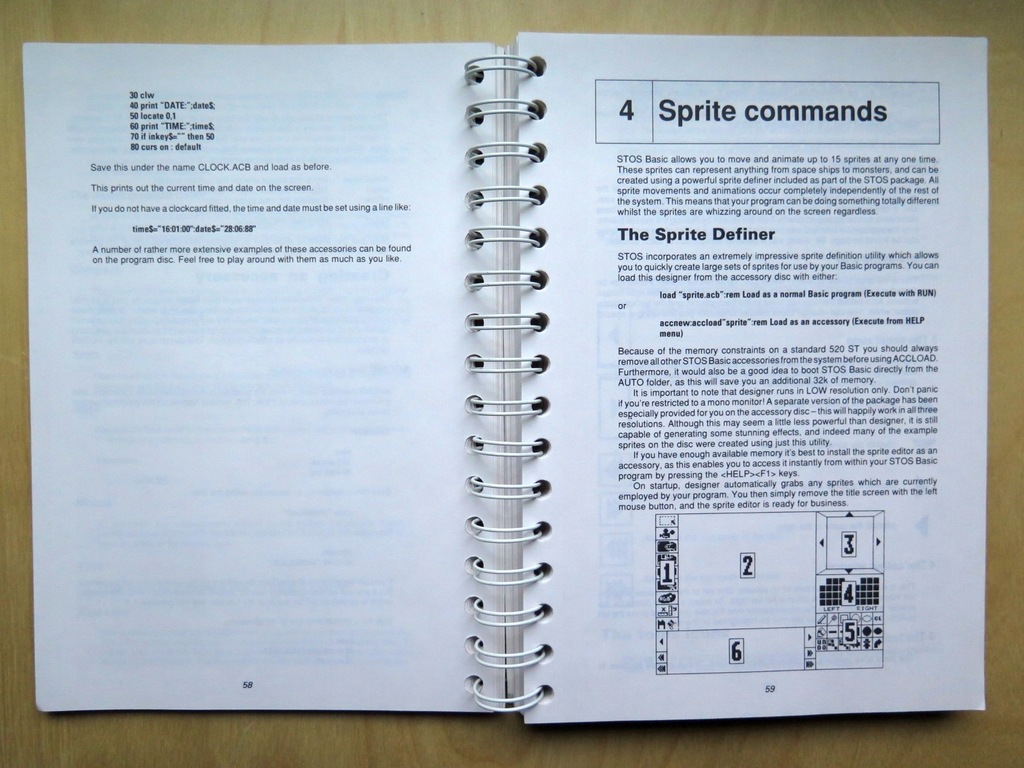 30 clw
40 print "DATE:";date$;
50 locate 0,1
60 print "TIME:";time$;
70 if inkey$="" then 50
80 curs on : default
Save this under the name CLOCK.ACB and load as before.
This prints out the current time and date on the screen.
If you do not have a clockcard fitted, the time and date must be set using a line like:
time$="16:01:00":date$="28:06:88"
A number of rather more extensive examples of these accessories can be found
on the program disc. Feel free to play around with them as much as you like.
58
4 Sprite commands
STOS Basic allows you to move and animate up to 15 sprites at any one time.
These sprites can represent anything from space ships to monsters, and can be
created using a powerful sprite definer included as part of the STOS package. All
sprite movements and animations occur completely independently of the rest of
the system. This means that your program can be doing something totally different
whilst the sprites are whizzing around on the screen regardless.
The Sprite Definer
STOS incorporates an extremely impressive sprite definition utility which allows
you to quickly create large sets of sprites for use by your Basic programs. You can
load this designer from the accessory disc with either:
load "sprite.acb":rem Load as a normal Basic program (Execute with RUN)
or
accnew:accload"sprite":rem Load as an accessory (Execute from HELP
menu)
Because of the memory constraints on a standard 520 ST you should always
remove all other STOS Basic accessories from the system before using ACCLOAD.
Furthermore, it would also be a good idea to boot STOS Basic directly from the
AUTO folder, as this will save you an additional 32k of memory.
It is important to note that designer runs in LOW resolution only. Don't panic
if you're restricted to a mono monitor! A separate version of the package has been
especially provided for you on the accessory disc – this will happily work in all three
resolutions. Although this may seem a little less powerful than designer, it is still
capable of generating some stunning effects, and indeed many of the example
sprites on the disc were created using just this utility.
If you have enough available memory it's best to install the sprite editor as an
accessory, as this enables you to access it instantly from within your STOS Basic
program by pressing the <HELP><F1> keys.
On startup, designer automatically grabs any sprites which are currently
employed by your program. You then simply remove the title screen with the left
mouse button, and the sprite editor is ready for business.
1
2
3
4
LEFT RIGHT
5
6
59